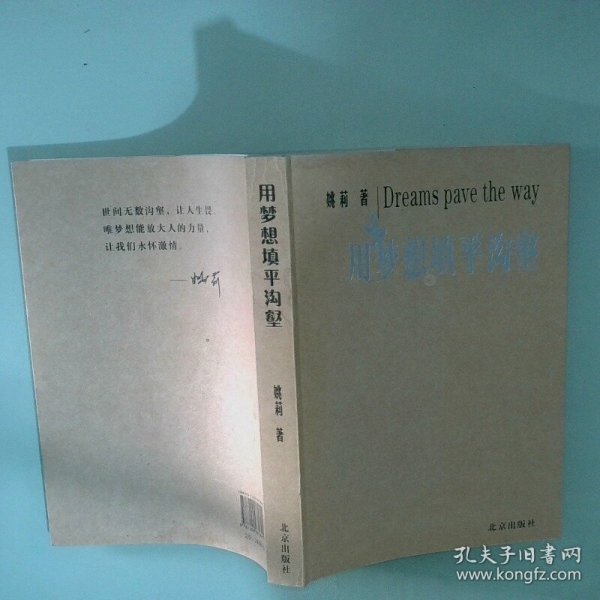 世间无数沟壑，让人生畏
唯梦想能放大人的力量，
让我们永怀激情。
——姚莉
用梦想填平沟壑
姚莉 著
北京出版社
姚莉 著 Dreams pave the way
用梦想填平沟壑
北京出版社
孔夫子旧书网
www.kongfz.com